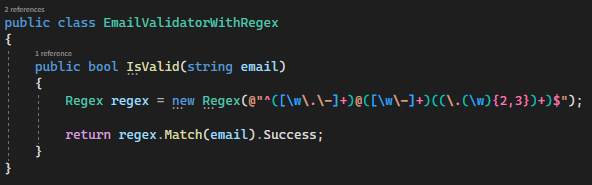 2 references
public class EmailValidatorWithRegex
{
1 reference
public bool IsValid(string email)
{
Regex regex = new Regex(@"^([\w\.\-]+)@([\w\-]+)((\.(\w){2,3})+)$");
return regex.Match(email).Success;
}
}